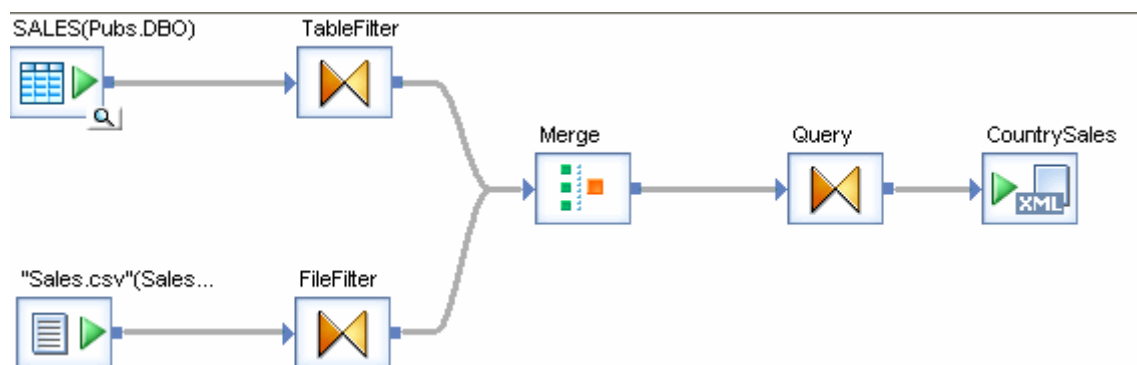 SALES(Pubs.DBO)
TableFilter
Merge
Query
CountrySales
XML
"Sales.csv"(Sales...
FileFilter